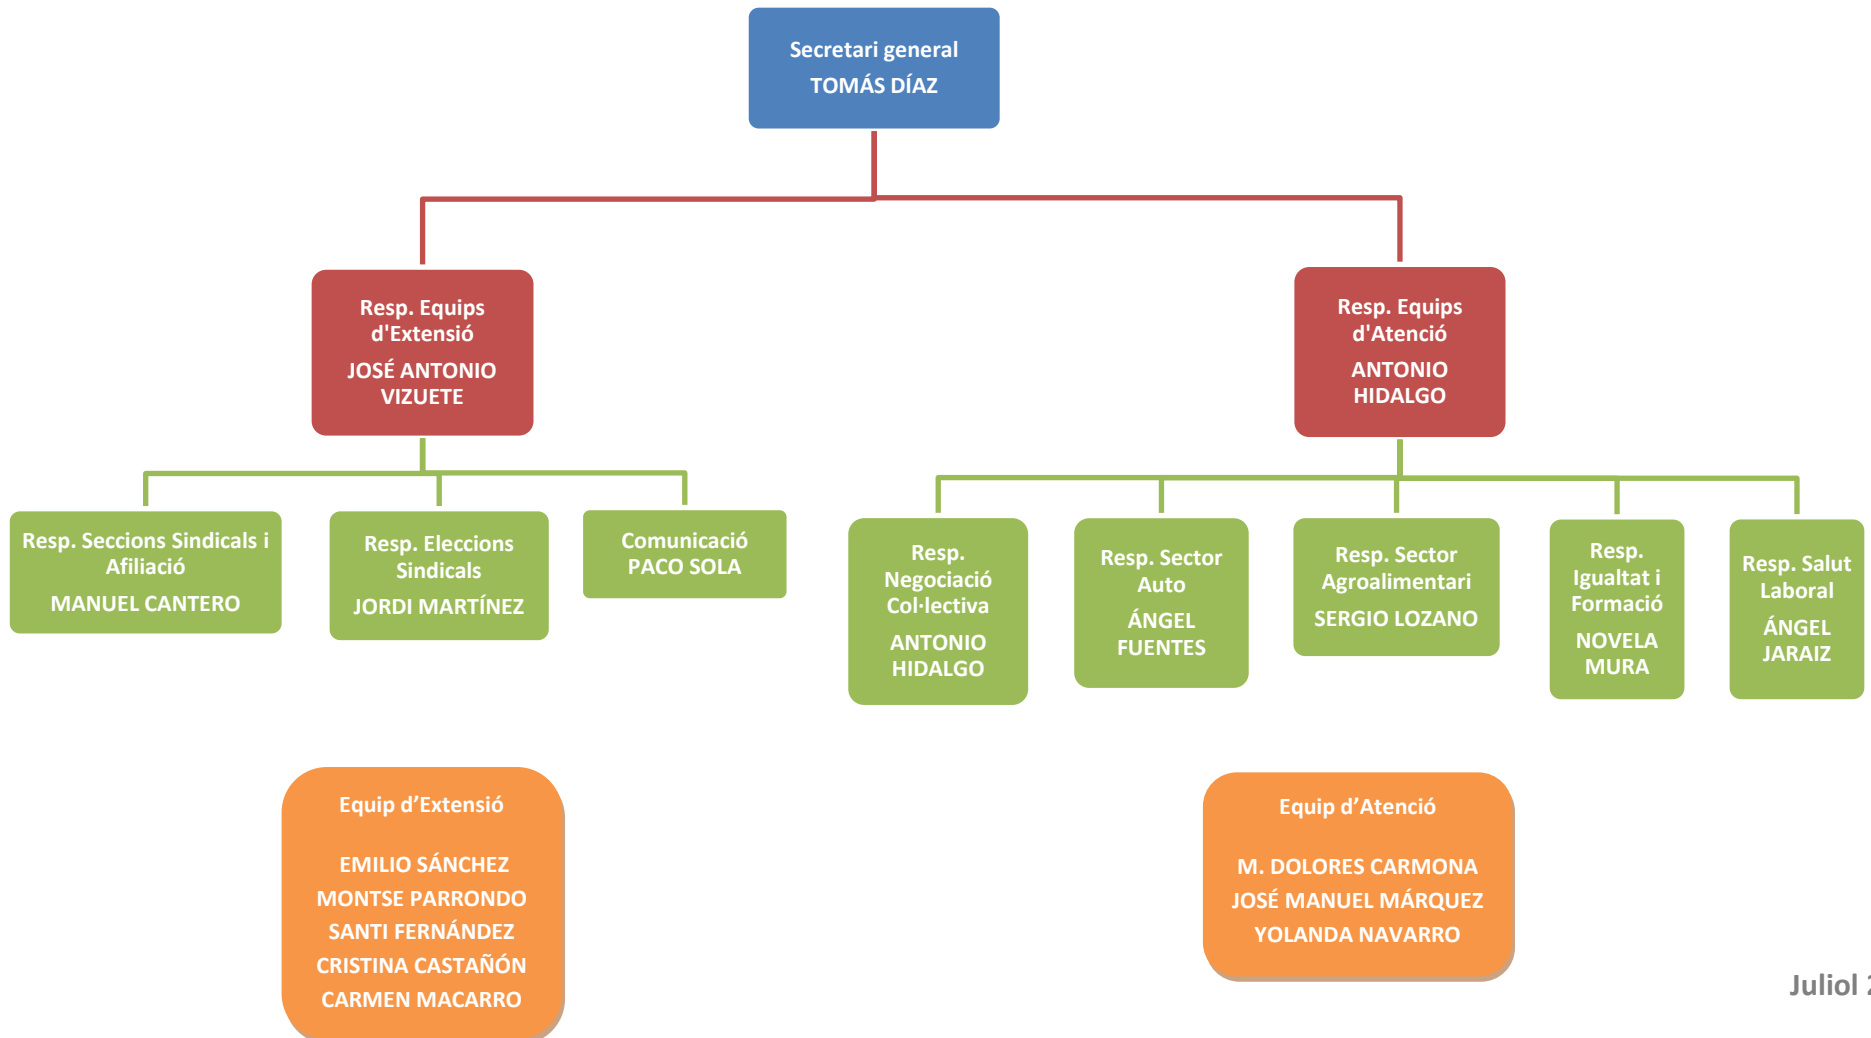 Secretari general
TOMÁS DÍAZ
Resp. Equips
d'Extensió
JOSÉ ANTONIO
VIZUETE
Resp. Equips
d'Atenció
ANTONIO
HIDALGO
Resp. Seccions Sindicals i
Afiliació
MANUEL CANTERO
Resp. Eleccions
Sindicals
JORDI MARTÍNEZ
Comunicació
PACO SOLA
Resp.
Negociació
Col·lectiva
ANTONIO
HIDALGO
Resp. Sector
Auto
ÁNGEL
FUENTES
Resp. Sector
Agroalimentari
SERGIO LOZANO
Resp.
Igualtat i
Formació
NOVELA
MURA
Resp. Salut
Laboral
ÁNGEL
JARAIZ
Equip d’Extensió
EMILIO SÁNCHEZ
MONTSE PARRONDO
SANTI FERNÁNDEZ
CRISTINA CASTAÑÓN
CARMEN MACARRO
Equip d’Atenció
M. DOLORES CARMONA
JOSÉ MANUEL MÁRQUEZ
YOLANDA NAVARRO
Juliol